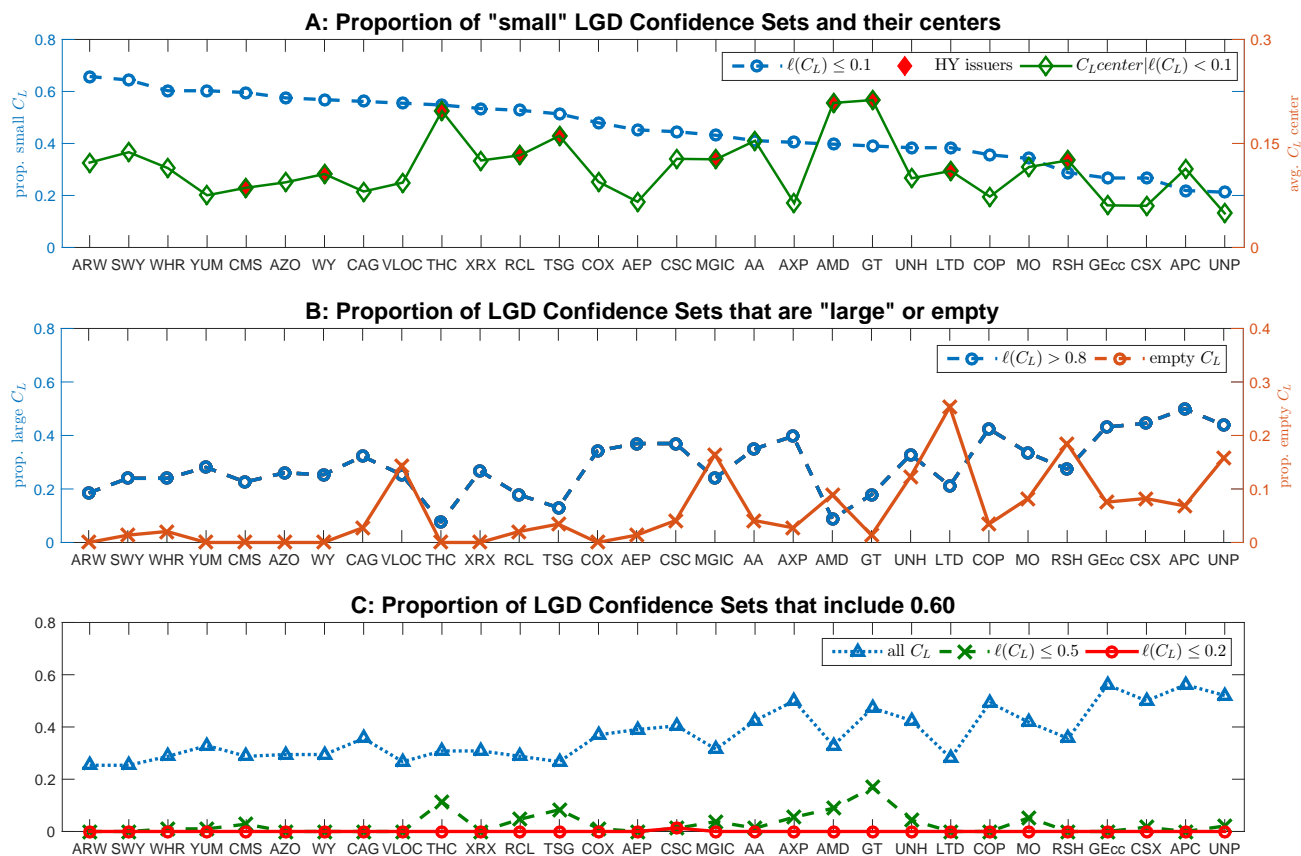 A: Proportion of "small" LGD Confidence Sets and their centers
0.8 0.3
ℓ(C_L) ≤ 0.1 HY issuers C_L center|ℓ(C_L) < 0.1
0.6
prop. small C_L
0.4 0.15
avg. C_L center
0.2
0 0
ARW SWY WHR YUM CMS AZO WY CAG VLOC THC XRX RCL TSG COX AEP CSC MGIC AA AXP AMD GT UNH LTD COP MO RSH GEcc CSX APC UNP
B: Proportion of LGD Confidence Sets that are "large" or empty
0.8 0.4
ℓ(C_L) > 0.8 empty C_L
0.6 0.3
prop. large C_L
prop. empty C_L
0.4 0.2
0.2 0.1
0 0
ARW SWY WHR YUM CMS AZO WY CAG VLOC THC XRX RCL TSG COX AEP CSC MGIC AA AXP AMD GT UNH LTD COP MO RSH GEcc CSX APC UNP
C: Proportion of LGD Confidence Sets that include 0.60
0.8
all C_L ℓ(C_L) ≤ 0.5 ℓ(C_L) ≤ 0.2
0.6
0.4
0.2
0
ARW SWY WHR YUM CMS AZO WY CAG VLOC THC XRX RCL TSG COX AEP CSC MGIC AA AXP AMD GT UNH LTD COP MO RSH GEcc CSX APC UNP